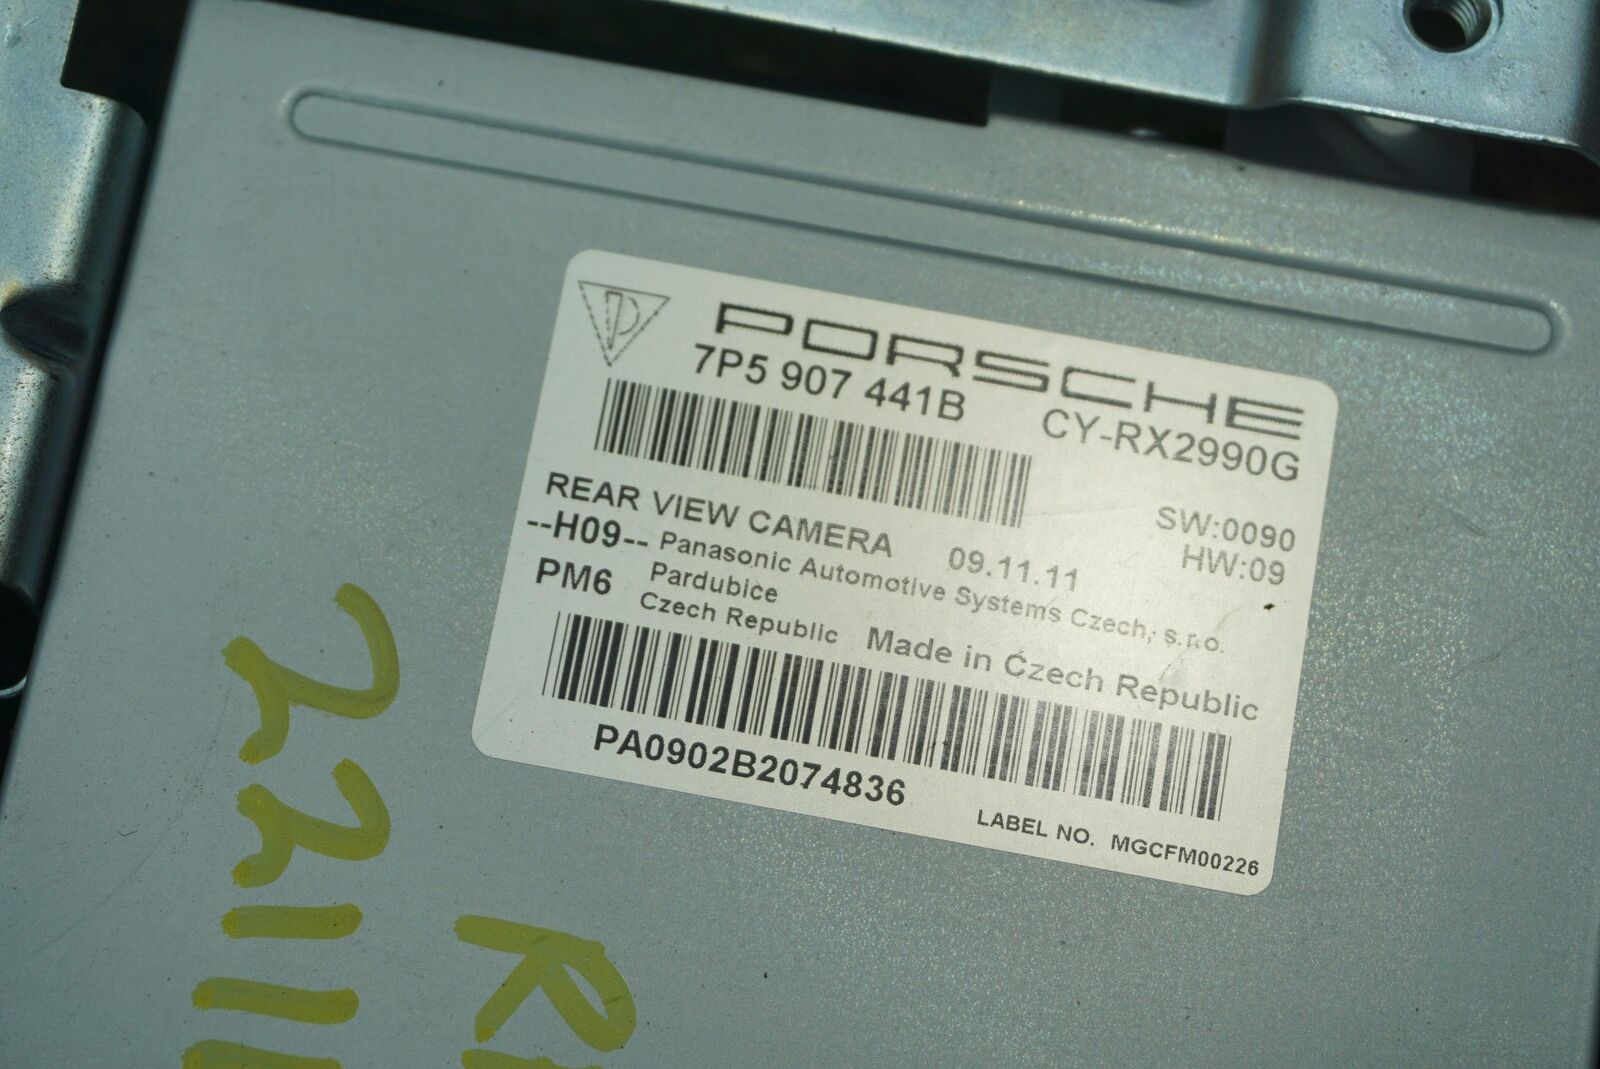 PORSCHE
7P5 907 441B
CY-RX2990G
REAR VIEW CAMERA
SW:0090
--H09--
09.11.11
HW:09
PM6
Panasonic Automotive Systems Czech, s.r.o.
Pardubice
Czech Republic
Made in Czech Republic
PA0902B2074836
LABEL NO. MGCFM00226